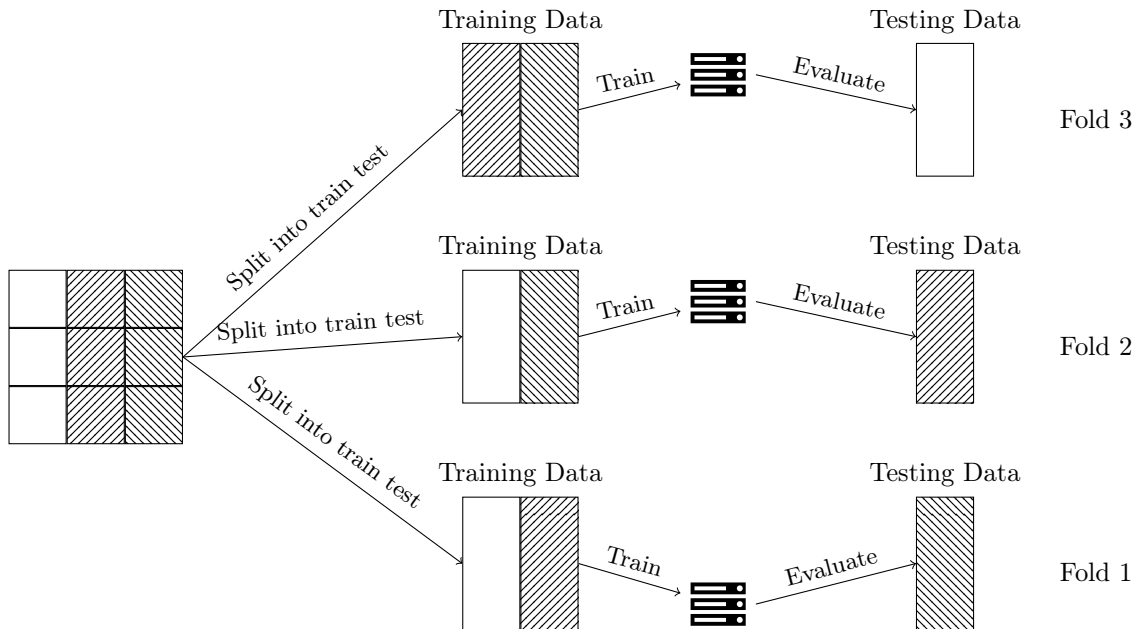 Training Data
Testing Data
Train
Evaluate
Fold 3
Split into train test
Training Data
Testing Data
Train
Evaluate
Split into train test
Fold 2
Split into train test
Training Data
Testing Data
Train
Evaluate
Fold 1